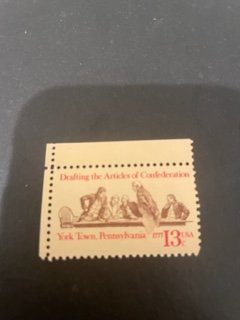 Drafting the Articles of Confederation
York Town, Pennsylvania 1777 13c USA